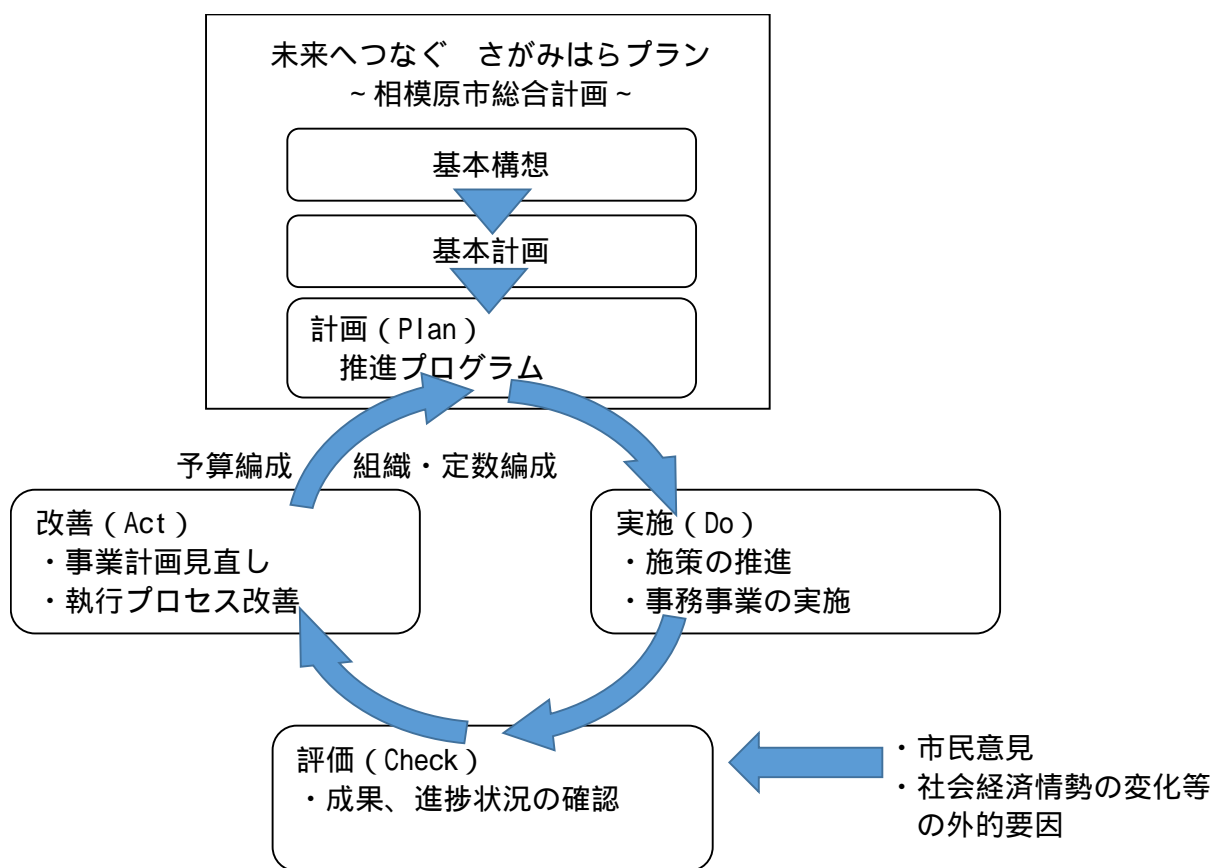 未来へつなぐ　さがみはらプラン
~相模原市総合計画~
基本構想
基本計画
計画(Plan)
推進プログラム
予算編成　　組織・定数編成
改善(Act)
・事業計画見直し
・執行プロセス改善
実施(Do)
・施策の推進
・事務事業の実施
評価(Check)
・成果、進捗状況の確認
・市民意見
・社会経済情勢の変化等
の外的要因